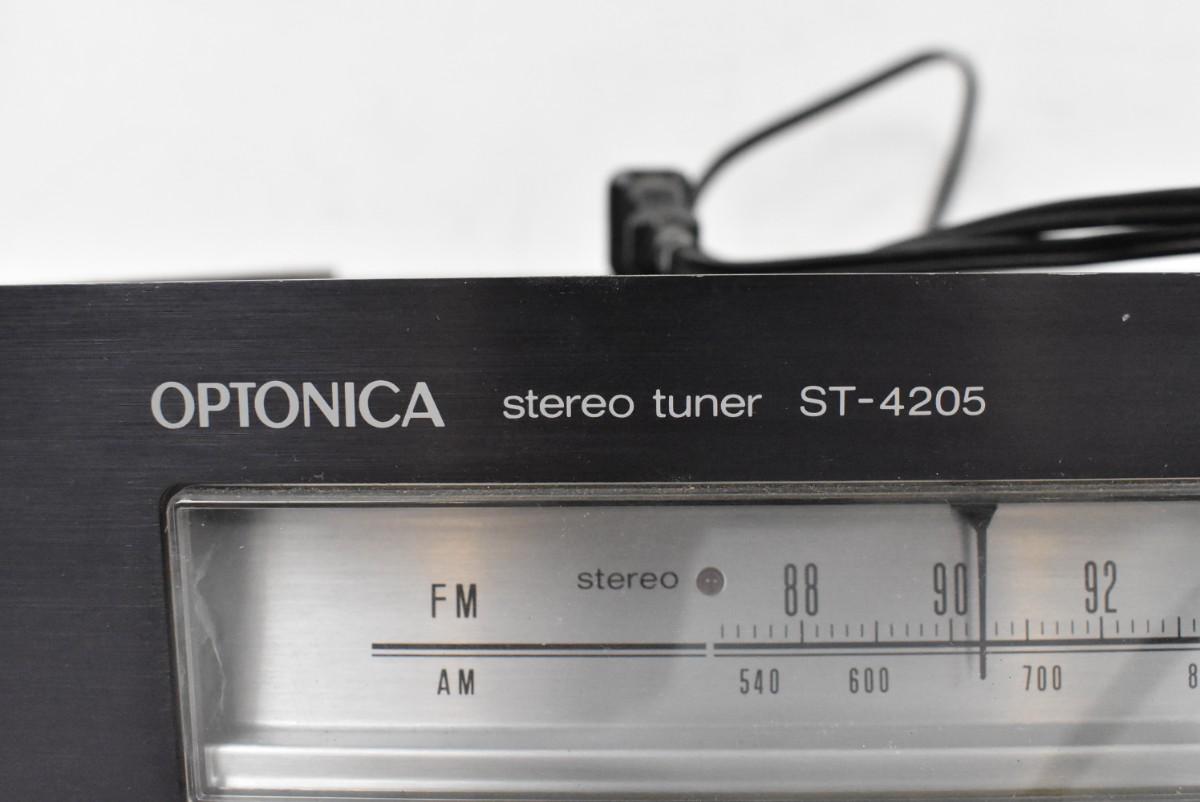 OPTONICA stereo tuner ST-4205
stereo 88 90 92
FM
AM 540 600 700